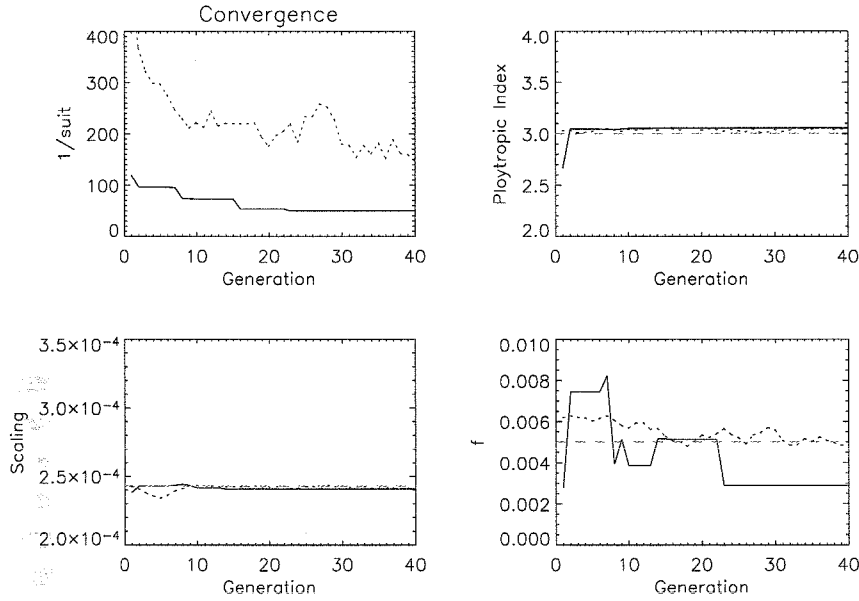 Convergence
400
300
200
100
0
1/suit
0 10 20 30 40
Generation
4.0
3.5
3.0
2.5
2.0
Ploytropic Index
0 10 20 30 40
Generation
3.5×10⁻⁴
3.0×10⁻⁴
2.5×10⁻⁴
2.0×10⁻⁴
Scaling
0 10 20 30 40
Generation
0.010
0.008
0.006
0.004
0.002
0.000
f
0 10 20 30 40
Generation